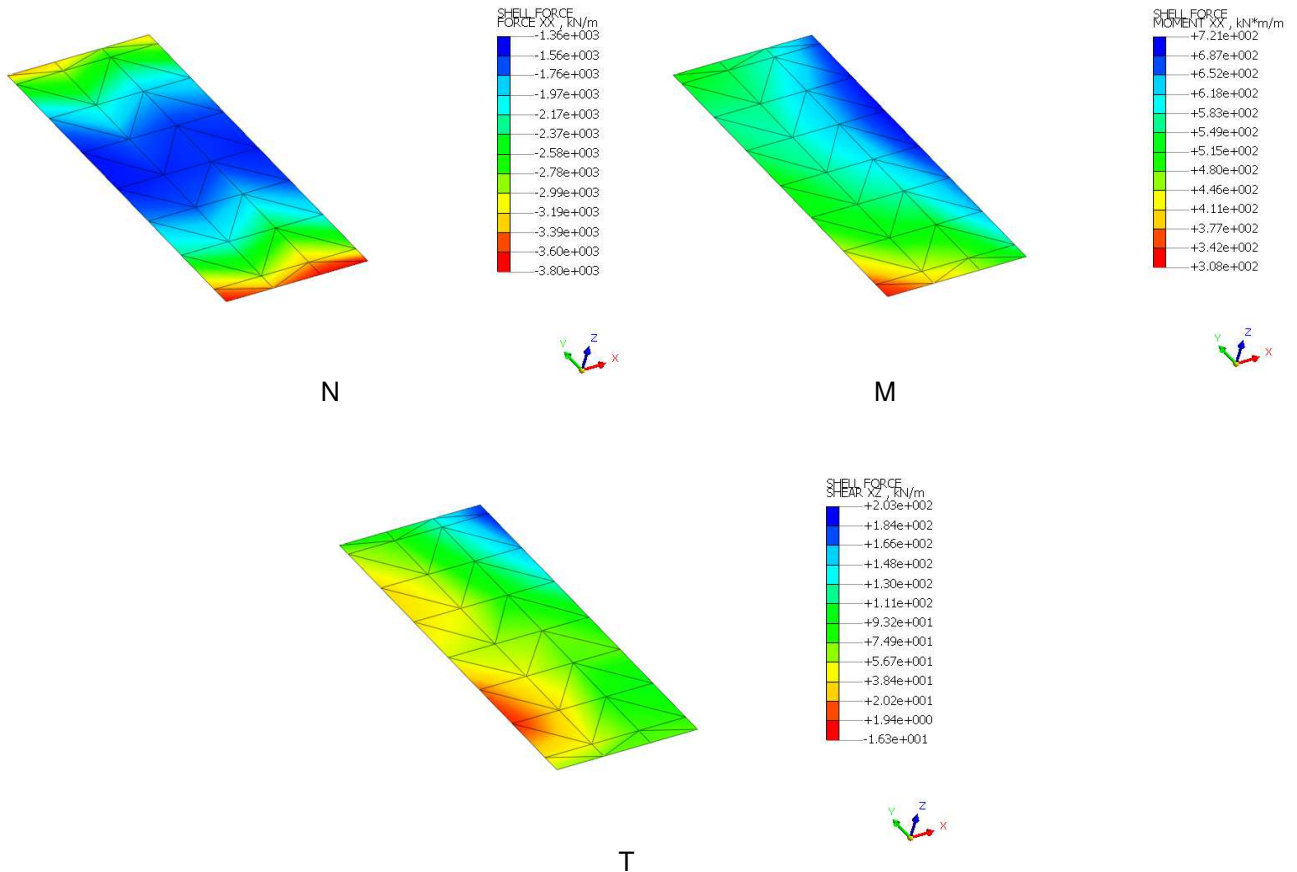 SHELL FORCE
FORCE XX , kN/m
-1.36e+003
-1.56e+003
-1.76e+003
-1.97e+003
-2.17e+003
-2.37e+003
-2.58e+003
-2.78e+003
-2.99e+003
-3.19e+003
-3.39e+003
-3.60e+003
-3.80e+003
Y
Z
X
N
SHELL FORCE
MOMENT XX , kN*m/m
+7.21e+002
+6.87e+002
+6.52e+002
+6.18e+002
+5.83e+002
+5.49e+002
+5.15e+002
+4.80e+002
+4.46e+002
+4.11e+002
+3.77e+002
+3.42e+002
+3.08e+002
Y
Z
X
M
SHELL FORCE
SHEAR XZ , kN/m
+2.03e+002
+1.84e+002
+1.66e+002
+1.48e+002
+1.30e+002
+1.11e+002
+9.32e+001
+7.49e+001
+5.67e+001
+3.84e+001
+2.02e+001
+1.94e+000
-1.63e+001
Y
Z
X
T